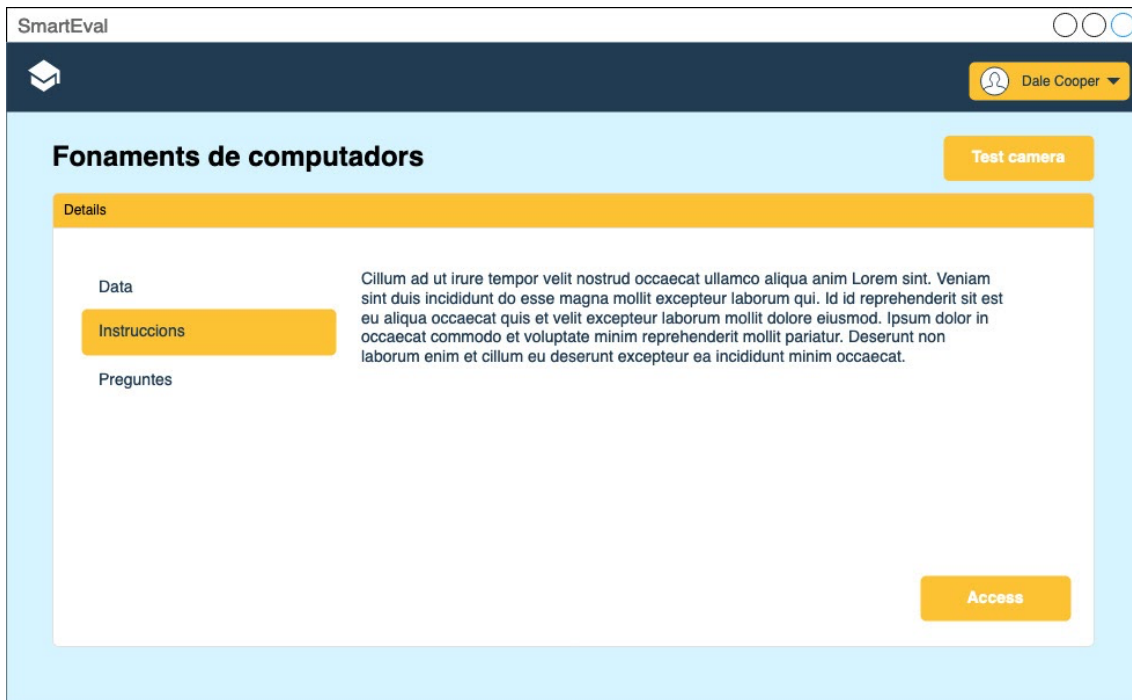 SmartEval
Dale Cooper
Fonaments de computadors
Test camera
Details
Data
Instruccions
Preguntes
Cillum ad ut irure tempor velit nostrud occaecat ullamco aliqua anim Lorem sint. Veniam
sint duis incididunt do esse magna mollit excepteur laborum qui. Id id reprehenderit sit est
eu aliqua occaecat quis et velit excepteur laborum mollit dolore eiusmod. Ipsum dolor in
occaecat commodo et voluptate minim reprehenderit mollit pariatur. Deserunt non
laborum enim et cillum eu deserunt excepteur ea incididunt minim occaecat.
Access